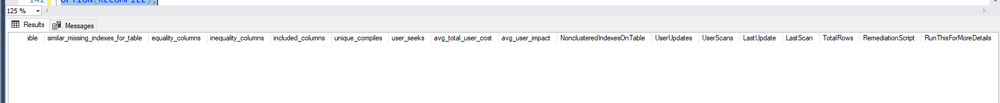 142 OPTION(RECOMPILE);
125 %
Results Messages
able similar_missing_indexes_for_table equality_columns inequality_columns included_columns unique_compiles user_seeks avg_total_user_cost avg_user_impact NonclusteredIndexesOnTable UserUpdates UserScans LastUpdate LastScan TotalRows RemediationScript RunThisForMoreDetails